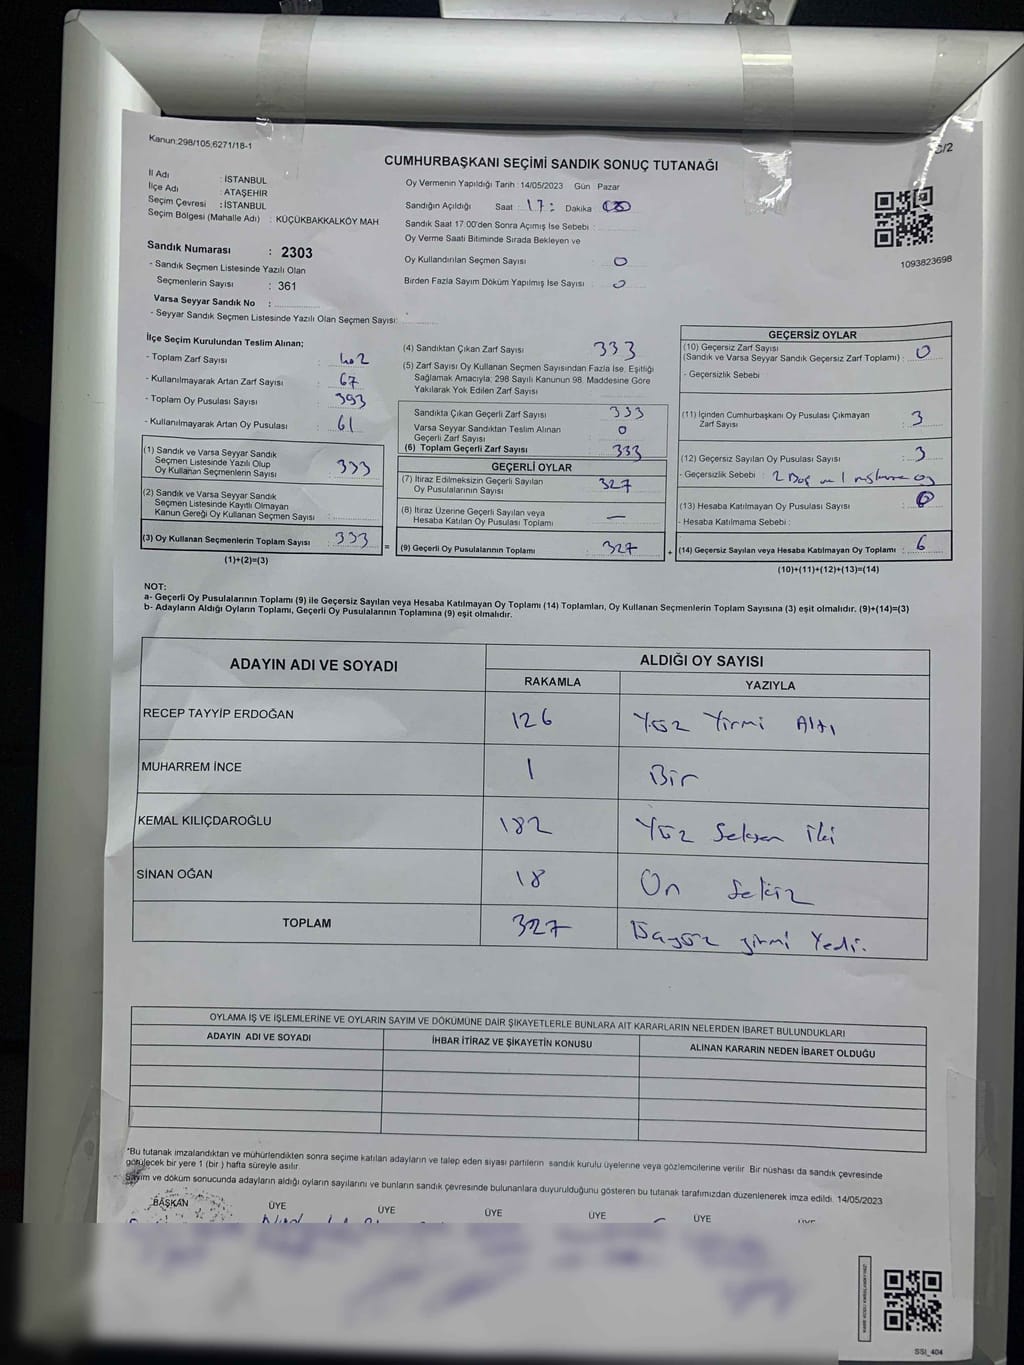 Kanun:298/105,6271/18-1
C/2
CUMHURBAŞKANI SEÇİMİ SANDIK SONUÇ TUTANAĞI
İl Adı : İSTANBUL
İlçe Adı : ATAŞEHİR
Seçim Çevresi : İSTANBUL
Seçim Bölgesi (Mahalle Adı) : KÜÇÜKBAKKALKÖY MAH
Sandık Numarası : 2303
- Sandık Seçmen Listesinde Yazılı Olan
Seçmenlerin Sayısı : 361
Varsa Seyyar Sandık No :
- Seyyar Sandık Seçmen Listesinde Yazılı Olan Seçmen Sayısı:
Oy Vermenin Yapıldığı Tarih : 14/05/2023 Gün Pazar
Sandığın Açıldığı Saat : 17 : Dakika 00
Sandık Saat 17:00'den Sonra Açımış İse Sebebi :
Oy Verme Saati Bitiminde Sırada Bekleyen ve
Oy Kullandırılan Seçmen Sayısı : 0
Birden Fazla Sayım Döküm Yapılmış İse Sayısı : 0
1093823698
İlçe Seçim Kurulundan Teslim Alınan;
- Toplam Zarf Sayısı : 402
- Kullanılmayarak Artan Zarf Sayısı : 67
- Toplam Oy Pusulası Sayısı : 393
- Kullanılmayarak Artan Oy Pusulası : 61
(1) Sandık ve Varsa Seyyar Sandık
Seçmen Listesinde Yazılı Olup
Oy Kullanan Seçmenlerin Sayısı : 333
(2) Sandık ve Varsa Seyyar Sandık
Seçmen Listesinde Kayıtlı Olmayan
Kanun Gereği Oy Kullanan Seçmen Sayısı :
(3) Oy Kullanan Seçmenlerin Toplam Sayısı : 333
(1)+(2)=(3)
=
(4) Sandıktan Çıkan Zarf Sayısı : 333
(5) Zarf Sayısı Oy Kullanan Seçmen Sayısından Fazla İse, Eşitliği
Sağlamak Amacıyla, 298 Sayılı Kanunun 98. Maddesine Göre
Yakılarak Yok Edilen Zarf Sayısı :
Sandıkta Çıkan Geçerli Zarf Sayısı : 333
Varsa Seyyar Sandıktan Teslim Alınan
Geçerli Zarf Sayısı : 0
(6) Toplam Geçerli Zarf Sayısı : 333
GEÇERLİ OYLAR
(7) İtiraz Edilmeksizin Geçerli Sayılan
Oy Pusulalarının Sayısı : 327
(8) İtiraz Üzerine Geçerli Sayılan veya
Hesaba Katılan Oy Pusulası Toplamı : —
(9) Geçerli Oy Pusulalarının Toplamı : 327
+
GEÇERSİZ OYLAR
(10) Geçersiz Zarf Sayısı
(Sandık ve Varsa Seyyar Sandık Geçersiz Zarf Toplamı) : 0
- Geçersizlik Sebebi
(11) İçinden Cumhurbaşkanı Oy Pusulası Çıkmayan
Zarf Sayısı : 3
(12) Geçersiz Sayılan Oy Pusulası Sayısı : 3
- Geçersizlik Sebebi : 2 Boş
(13) Hesaba Katılmayan Oy Pusulası Sayısı : 0
- Hesaba Katılmama Sebebi :
(14) Geçersiz Sayılan veya Hesaba Katılmayan Oy Toplamı : 6
(10)+(11)+(12)+(13)=(14)
NOT:
a- Geçerli Oy Pusulalarının Toplamı (9) ile Geçersiz Sayılan veya Hesaba Katılmayan Oy Toplamı (14) Toplamları, Oy Kullanan Seçmenlerin Toplam Sayısına (3) eşit olmalıdır. (9)+(14)=(3)
b- Adayların Aldığı Oyların Toplamı, Geçerli Oy Pusulalarının Toplamına (9) eşit olmalıdır.
ADAYIN ADI VE SOYADI
ALDIĞI OY SAYISI
RAKAMLA
YAZIYLA
RECEP TAYYİP ERDOĞAN 126 Yüz Yirmi Altı
MUHARREM İNCE 1 Bir
KEMAL KILIÇDAROĞLU 182 Yüz Seksen İki
SİNAN OĞAN 18 On Sekiz
TOPLAM 327 Üçyüz yirmi Yedi.
OYLAMA İŞ VE İŞLEMLERİNE VE OYLARIN SAYIM VE DÖKÜMÜNE DAİR ŞİKAYETLERLE BUNLARA AİT KARARLARIN NELERDEN İBARET BULUNDUKLARI
ADAYIN ADI VE SOYADI
İHBAR İTİRAZ VE ŞİKAYETİN KONUSU
ALINAN KARARIN NEDEN İBARET OLDUĞU
*Bu tutanak imzalandıktan ve mühürlendikten sonra seçime katılan adayların ve talep eden siyasi partilerin sandık kurulu üyelerine veya gözlemcilerine verilir. Bir nüshası da sandık çevresinde
görülecek bir yere 1 (bir ) hafta süreyle asılır.
Sayım ve döküm sonucunda adayların aldığı oyların sayılarını ve bunların sandık çevresinde bulunanlara duyurulduğunu gösteren bu tutanak tarafımızdan düzenlenerek imza edildi. 14/05/2023
BAŞKAN ÜYE ÜYE ÜYE ÜYE ÜYE
SSI_404